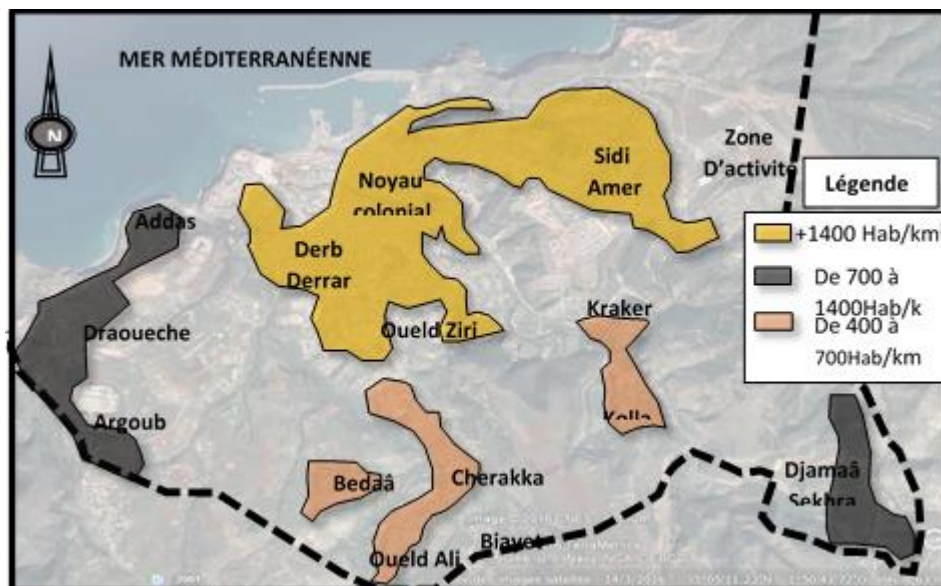 MER MÉDITERRANÉENNE
N
Zone
D'activité
Légende
Sidi
Amer
Noyau
colonial
Addas
+1400 Hab/km
Derb
Derrar
De 700 à
1400Hab/k
De 400 à
700Hab/km
Kraker
Oueld Ziri
Draoueche
Argoub
Kolla
Bedaâ
Cherakka
Djamaâ
Sekhra
Oueld Ali